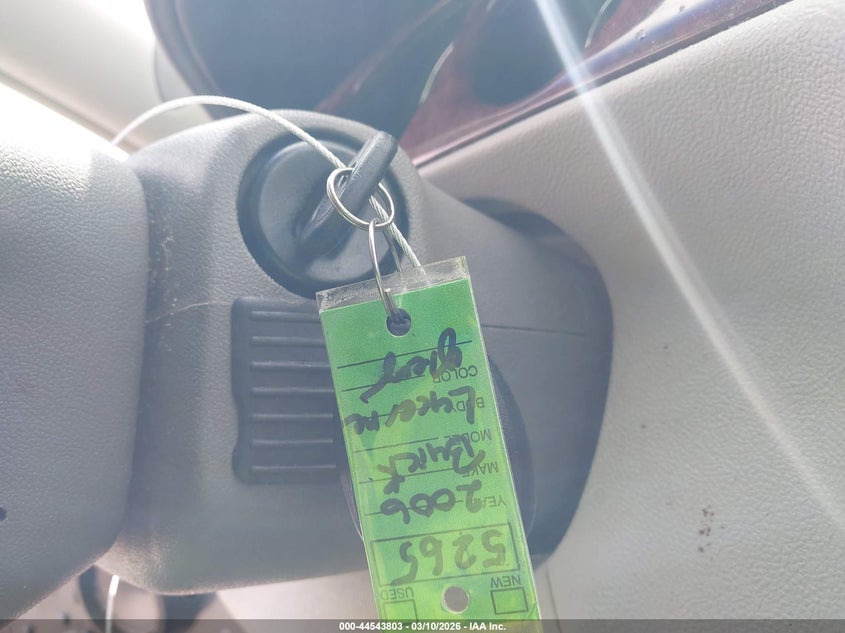 NEW
USED
5265
YEAR 2006
MAKE Buick
MODEL
BODY Lucerne
COLOR Grey
000-44543803 — 03/10/2026 — IAA Inc.